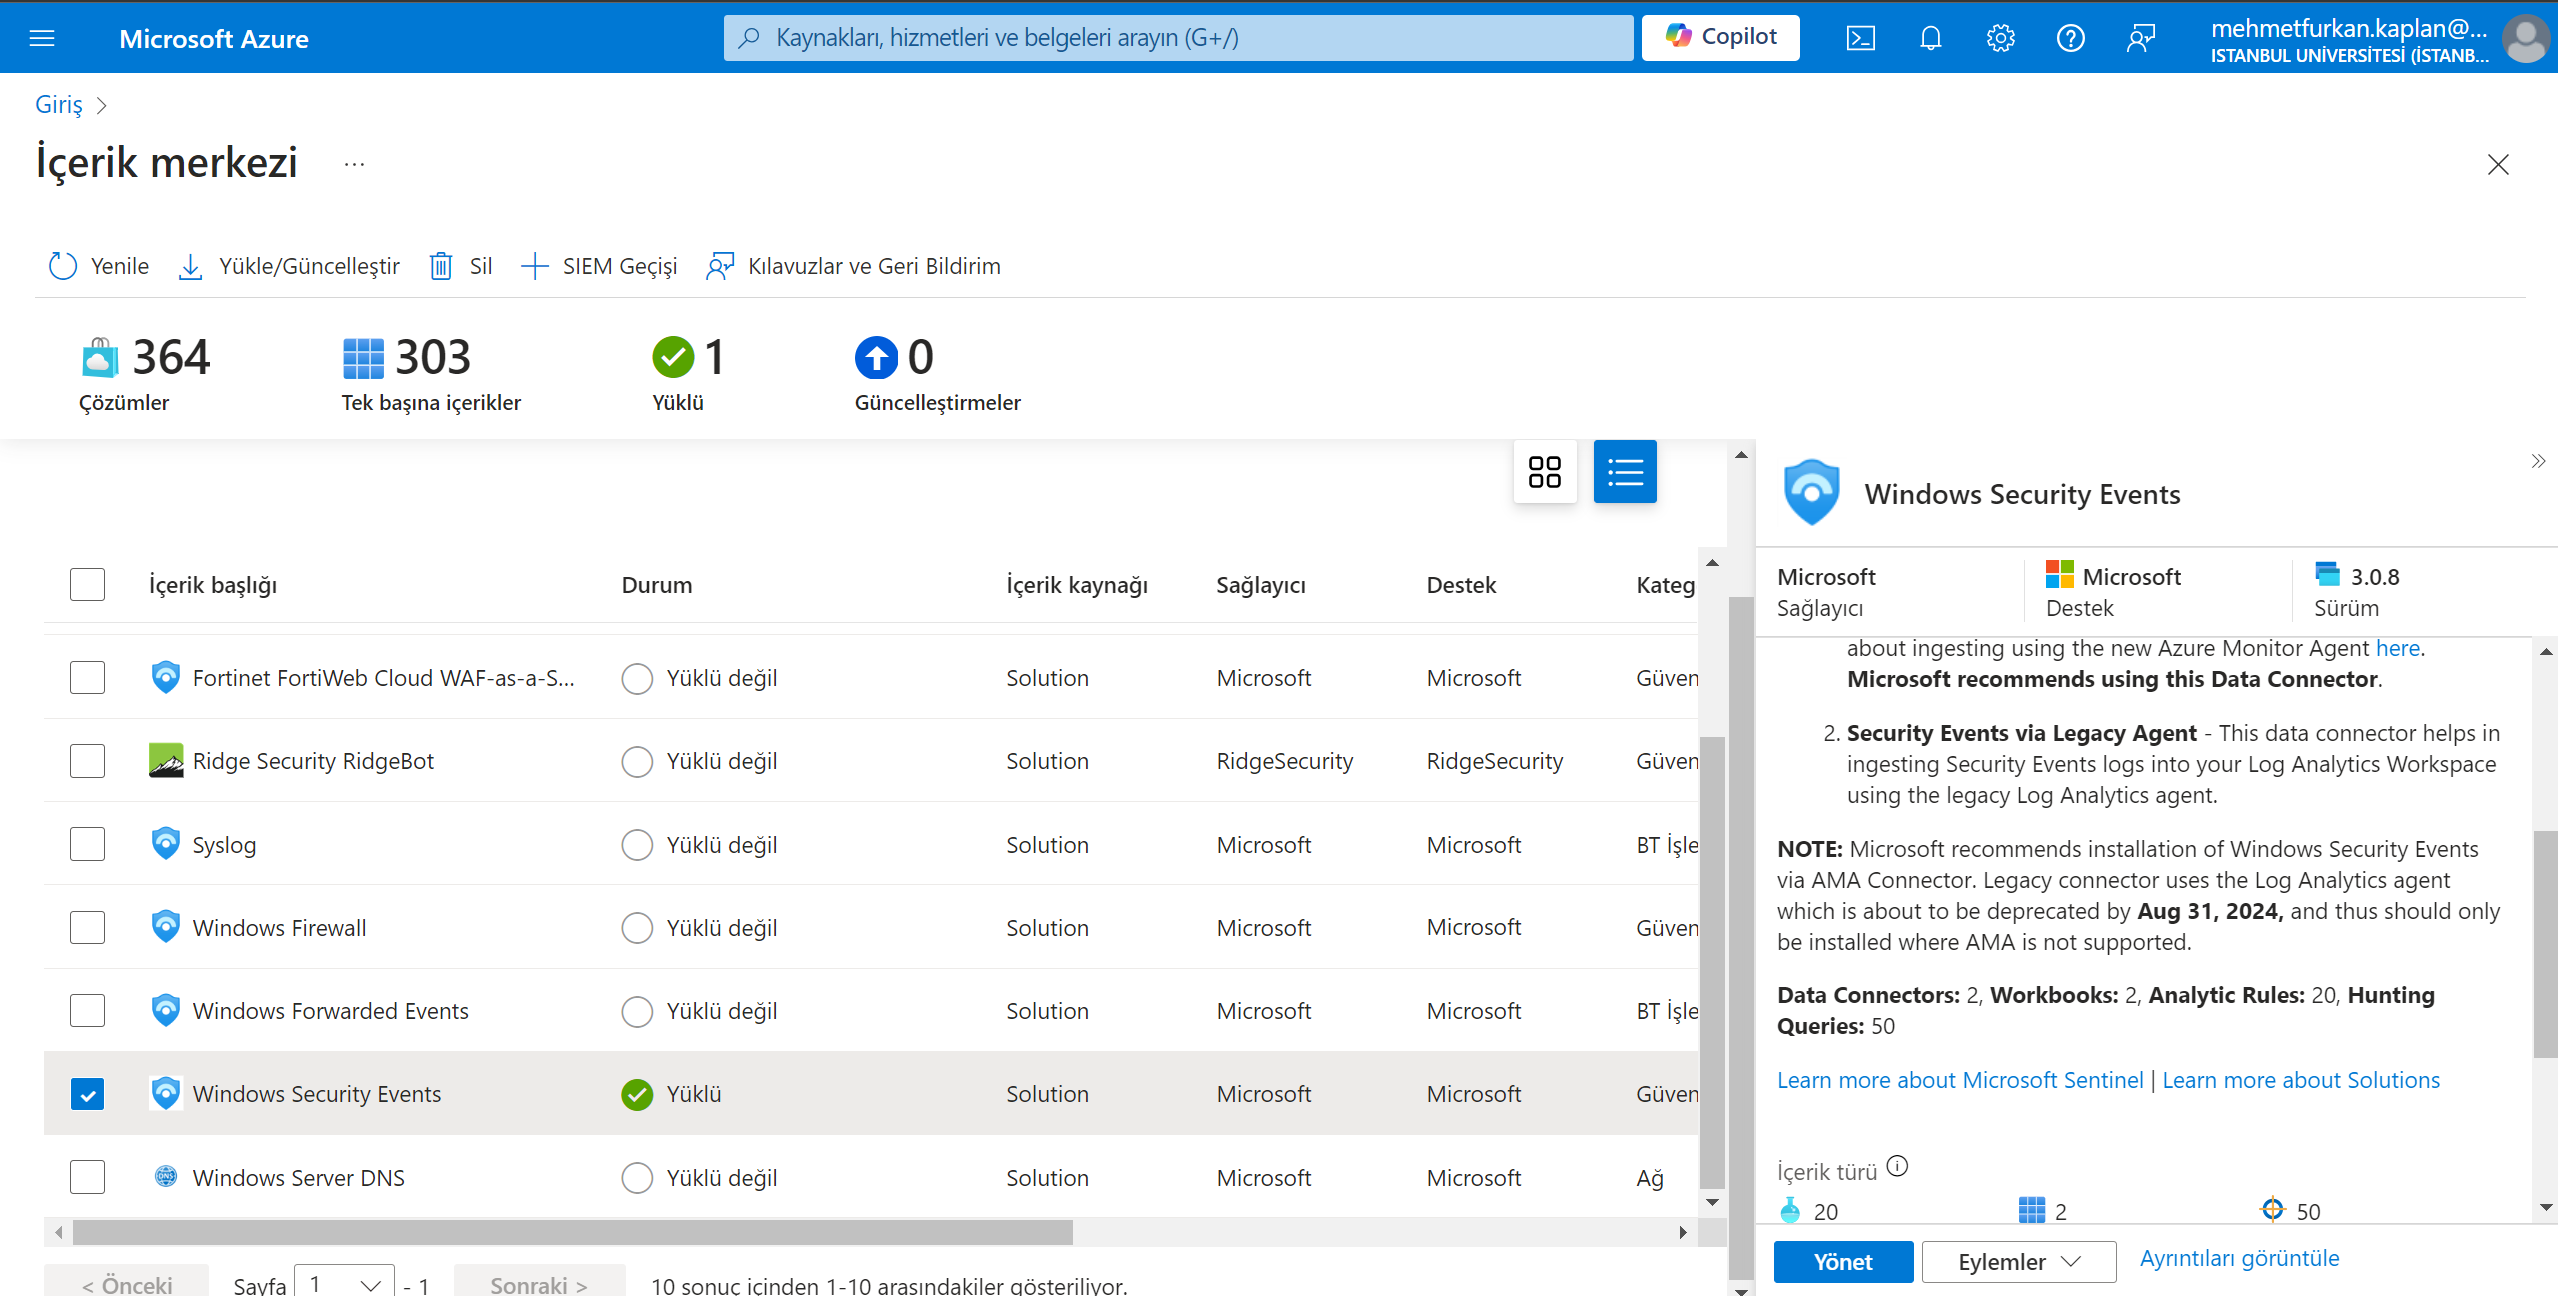 Microsoft Azure
Kaynakları, hizmetleri ve belgeleri arayın (G+/)
Copilot
mehmetfurkan.kaplan@...
ISTANBUL UNİVERSİTESİ (İSTANB...
Giriş
İçerik merkezi
...
Yenile
Yükle/Güncelleştir
Sil
SIEM Geçişi
Kılavuzlar ve Geri Bildirim
364
Çözümler
303
Tek başına içerikler
1
Yüklü
0
Güncelleştirmeler
İçerik başlığı Durum İçerik kaynağı Sağlayıcı Destek Kateg
Fortinet FortiWeb Cloud WAF-as-a-S... Yüklü değil Solution Microsoft Microsoft Güven
Ridge Security RidgeBot Yüklü değil Solution RidgeSecurity RidgeSecurity Güven
Syslog Yüklü değil Solution Microsoft Microsoft BT İşle
Windows Firewall Yüklü değil Solution Microsoft Microsoft Güven
Windows Forwarded Events Yüklü değil Solution Microsoft Microsoft BT İşle
Windows Security Events Yüklü Solution Microsoft Microsoft Güven
Windows Server DNS Yüklü değil Solution Microsoft Microsoft Ağ
< Önceki Sayfa 1 - 1 Sonraki > 10 sonuç içinden 1-10 arasındakiler gösteriliyor.
Windows Security Events
Microsoft
Sağlayıcı
Microsoft
Destek
3.0.8
Sürüm
about ingesting using the new Azure Monitor Agent here.
Microsoft recommends using this Data Connector.
2. Security Events via Legacy Agent - This data connector helps in
ingesting Security Events logs into your Log Analytics Workspace
using the legacy Log Analytics agent.
NOTE: Microsoft recommends installation of Windows Security Events
via AMA Connector. Legacy connector uses the Log Analytics agent
which is about to be deprecated by Aug 31, 2024, and thus should only
be installed where AMA is not supported.
Data Connectors: 2, Workbooks: 2, Analytic Rules: 20, Hunting
Queries: 50
Learn more about Microsoft Sentinel | Learn more about Solutions
İçerik türü
20 2 50
Yönet Eylemler Ayrıntıları görüntüle